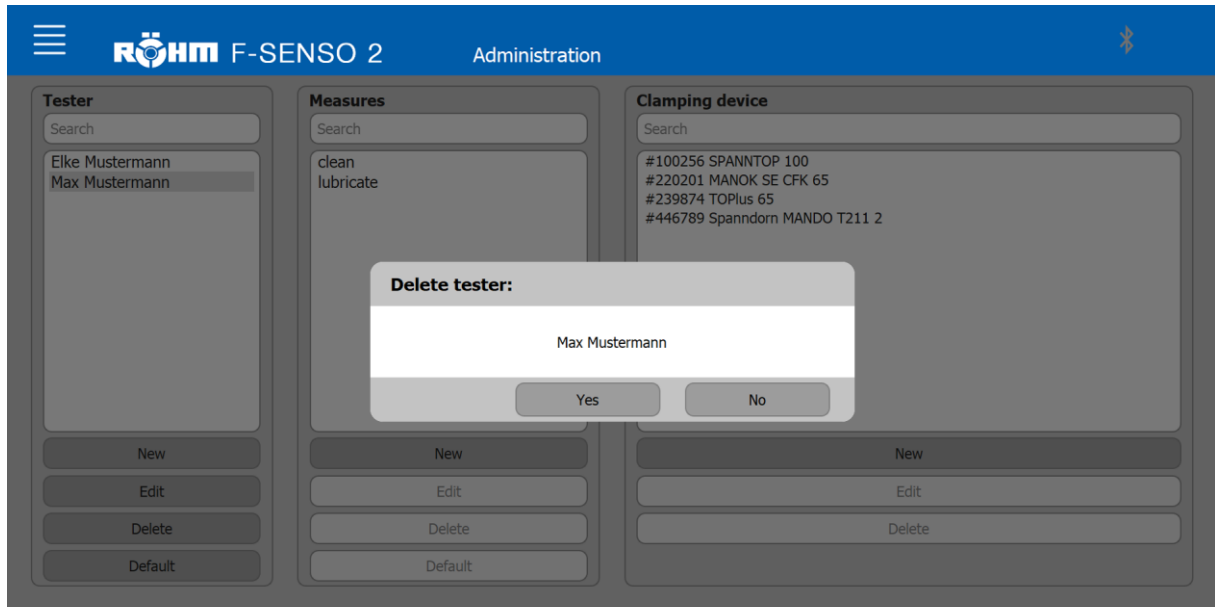 RÖHM F-SENSO 2 Administration
Tester
Search
Elke Mustermann
Max Mustermann
New
Edit
Delete
Default
Measures
Search
clean
lubricate
New
Edit
Delete
Default
Clamping device
Search
#100256 SPANNTOP 100
#220201 MANOK SE CFK 65
#239874 TOPlus 65
#446789 Spanndorn MANDO T211 2
New
Edit
Delete
Delete tester:
Max Mustermann
Yes No